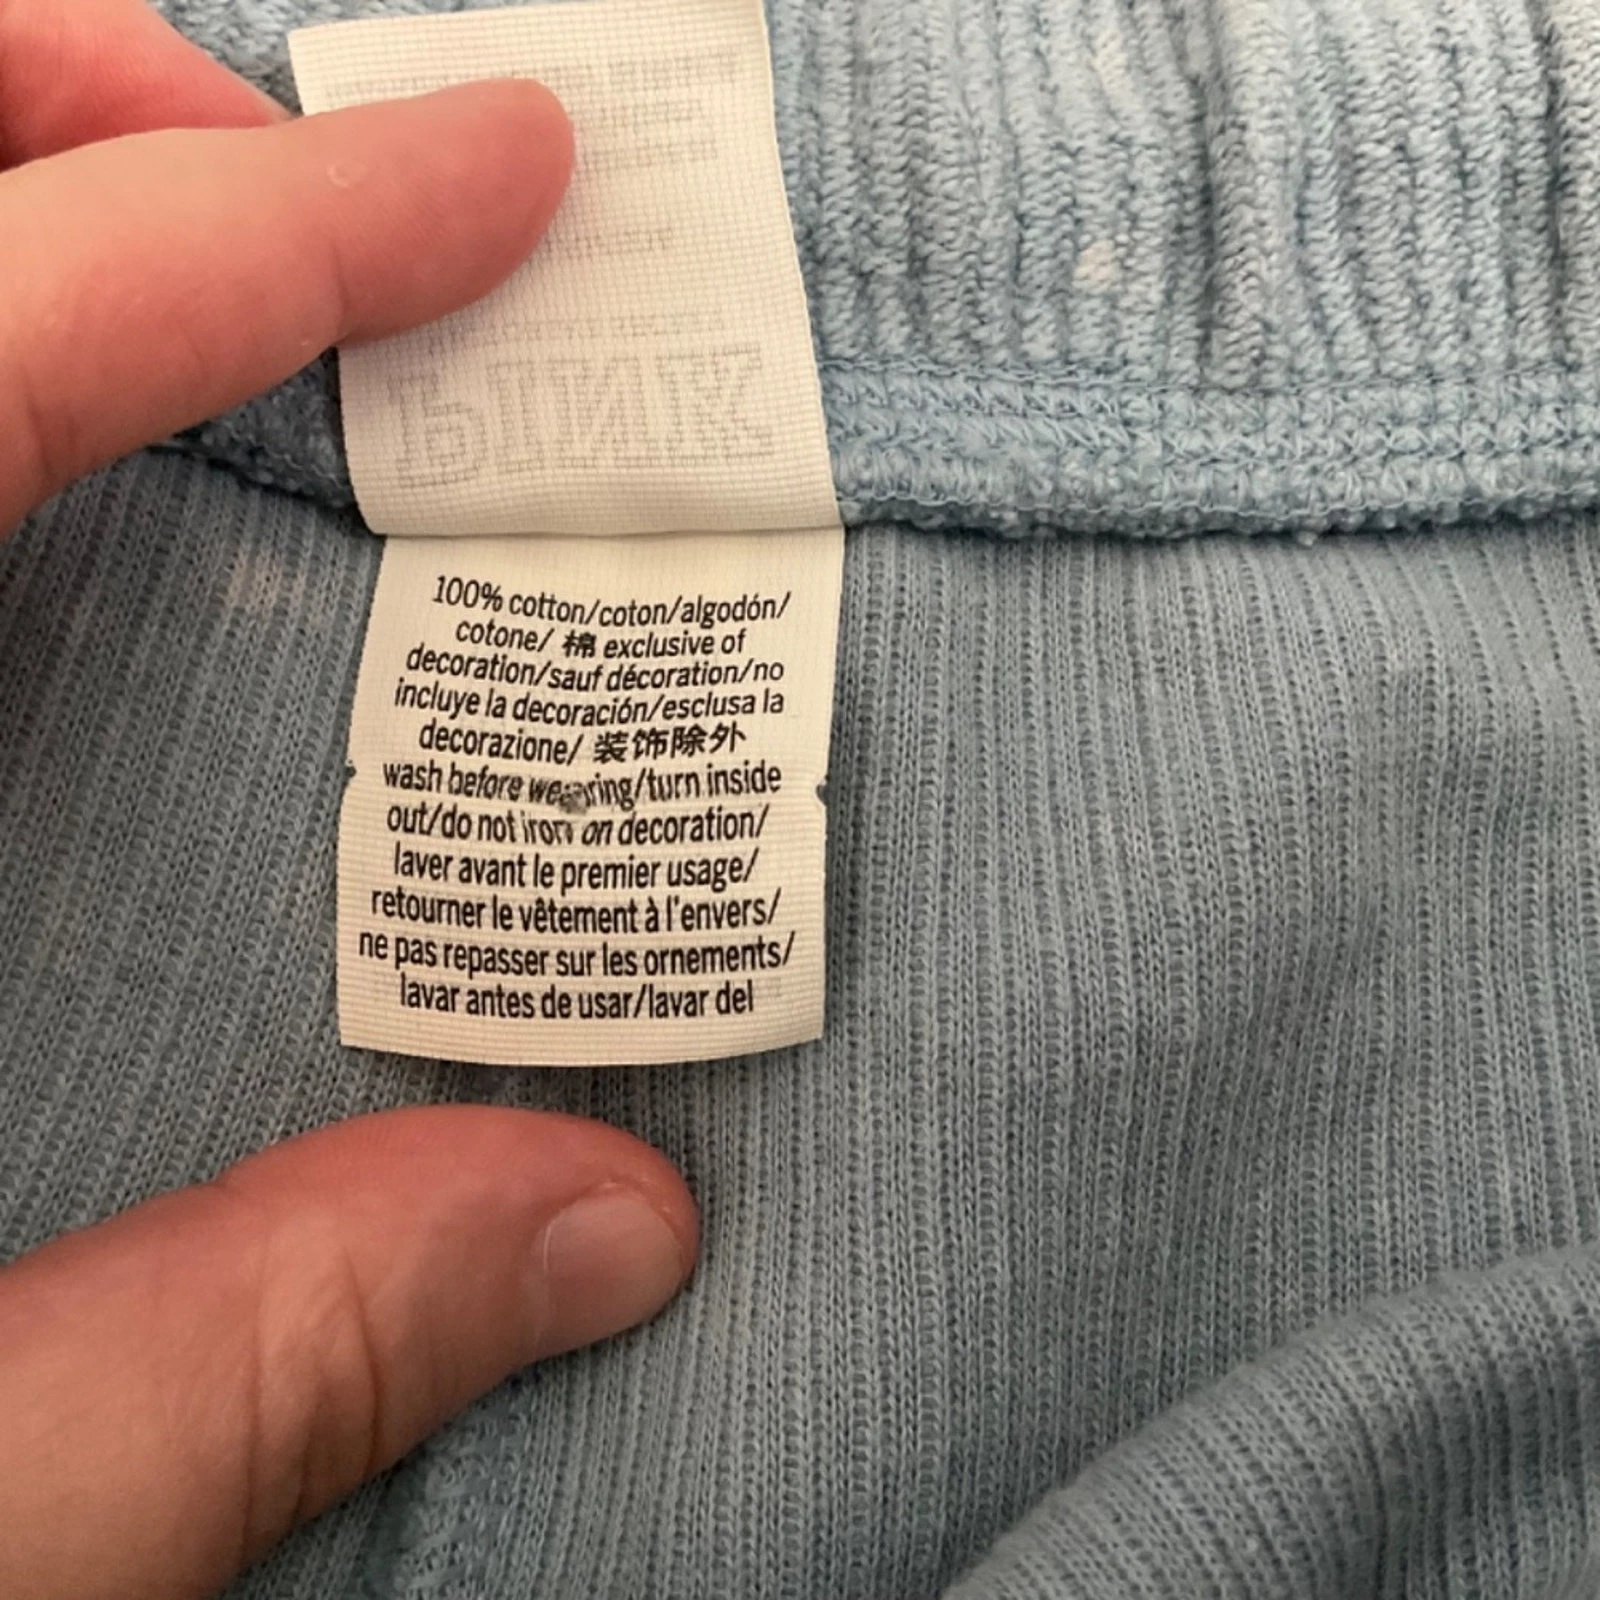 PINK
100% cotton/coton/algodón/
cotone/ 棉 exclusive of
decoration/sauf décoration/no
incluye la decoración/esclusa la
decorazione/ 装饰除外
wash before wearing/turn inside
out/do not iron on decoration/
laver avant le premier usage/
retourner le vêtement à l'envers/
ne pas repasser sur les ornements/
lavar antes de usar/lavar del